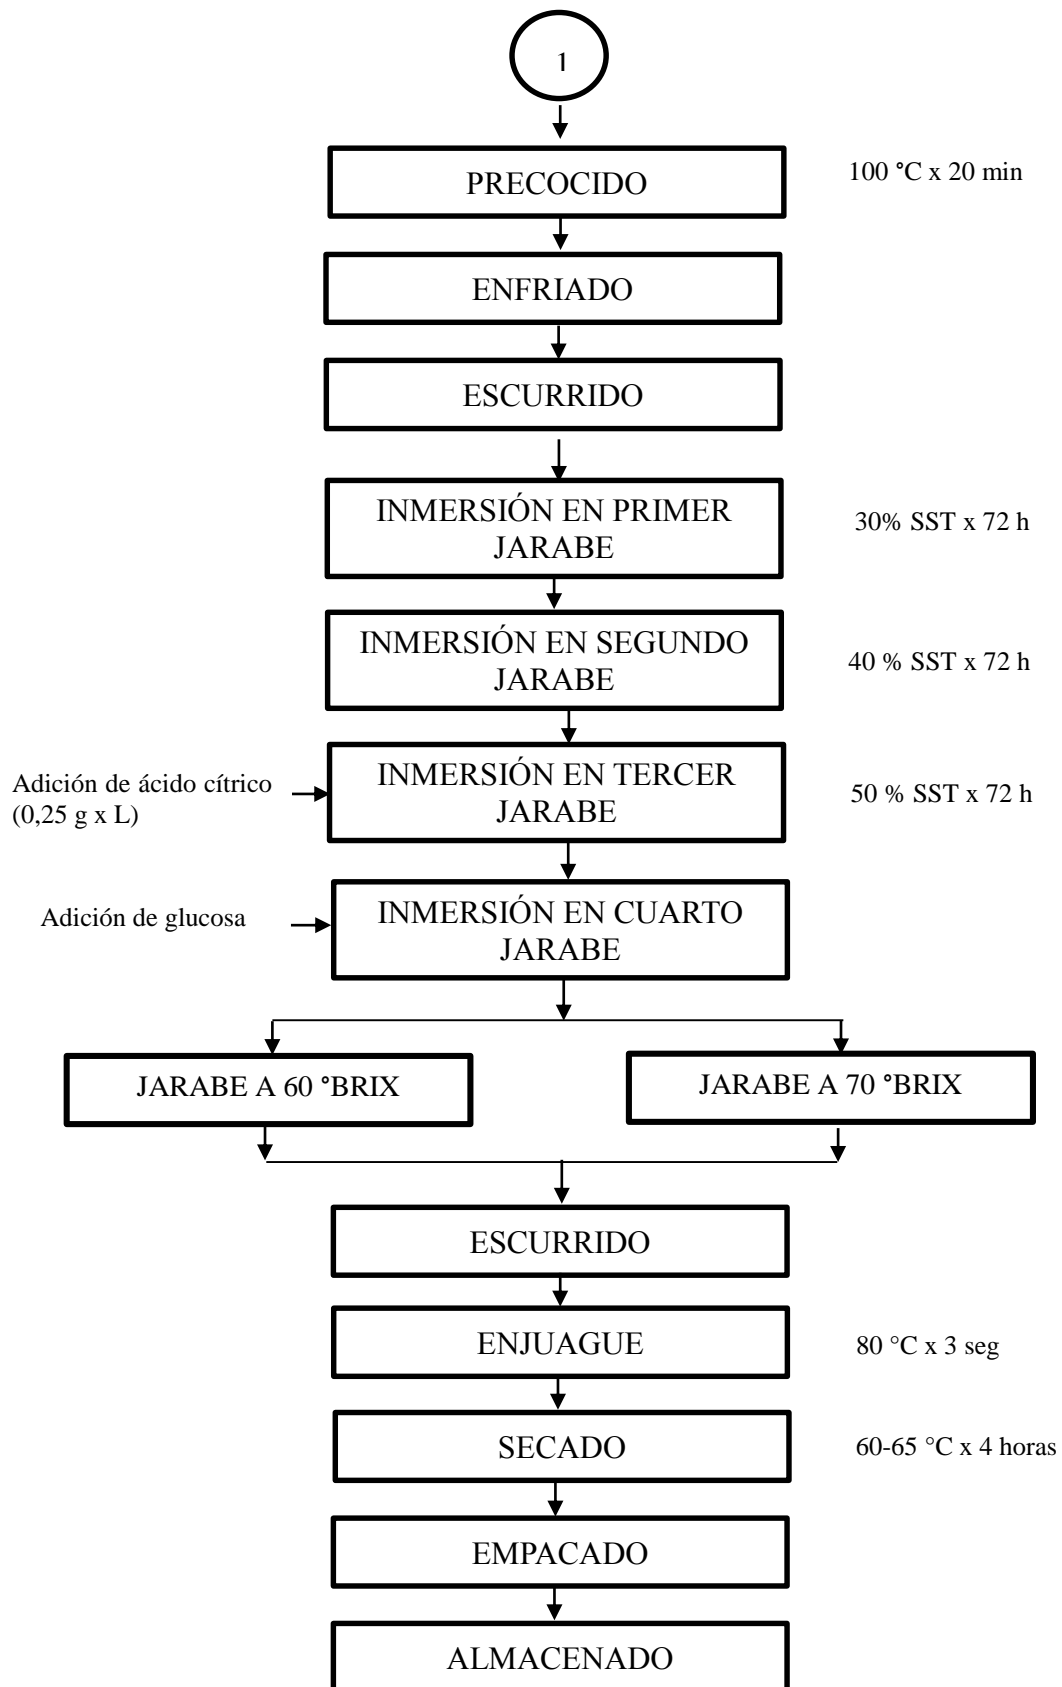 1
PRECOCIDO
100 °C x 20 min
ENFRIADO
ESCURRIDO
INMERSIÓN EN PRIMER
JARABE
30% SST x 72 h
INMERSIÓN EN SEGUNDO
JARABE
40 % SST x 72 h
Adición de ácido cítrico
(0,25 g x L)
INMERSIÓN EN TERCER
JARABE
50 % SST x 72 h
Adición de glucosa
INMERSIÓN EN CUARTO
JARABE
JARABE A 60 °BRIX
JARABE A 70 °BRIX
ESCURRIDO
ENJUAGUE
80 °C x 3 seg
SECADO
60-65 °C x 4 horas
EMPACADO
ALMACENADO